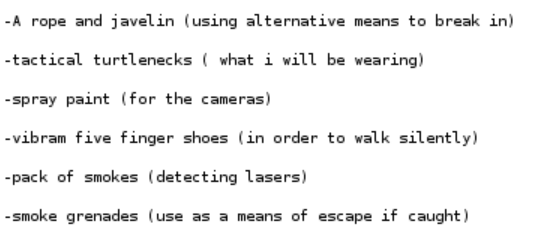 -A rope and javelin (using alternative means to break in)
-tactical turtlenecks ( what i will be wearing)
-spray paint (for the cameras)
-vibram five finger shoes (in order to walk silently)
-pack of smokes (detecting lasers)
-smoke grenades (use as a means of escape if caught)